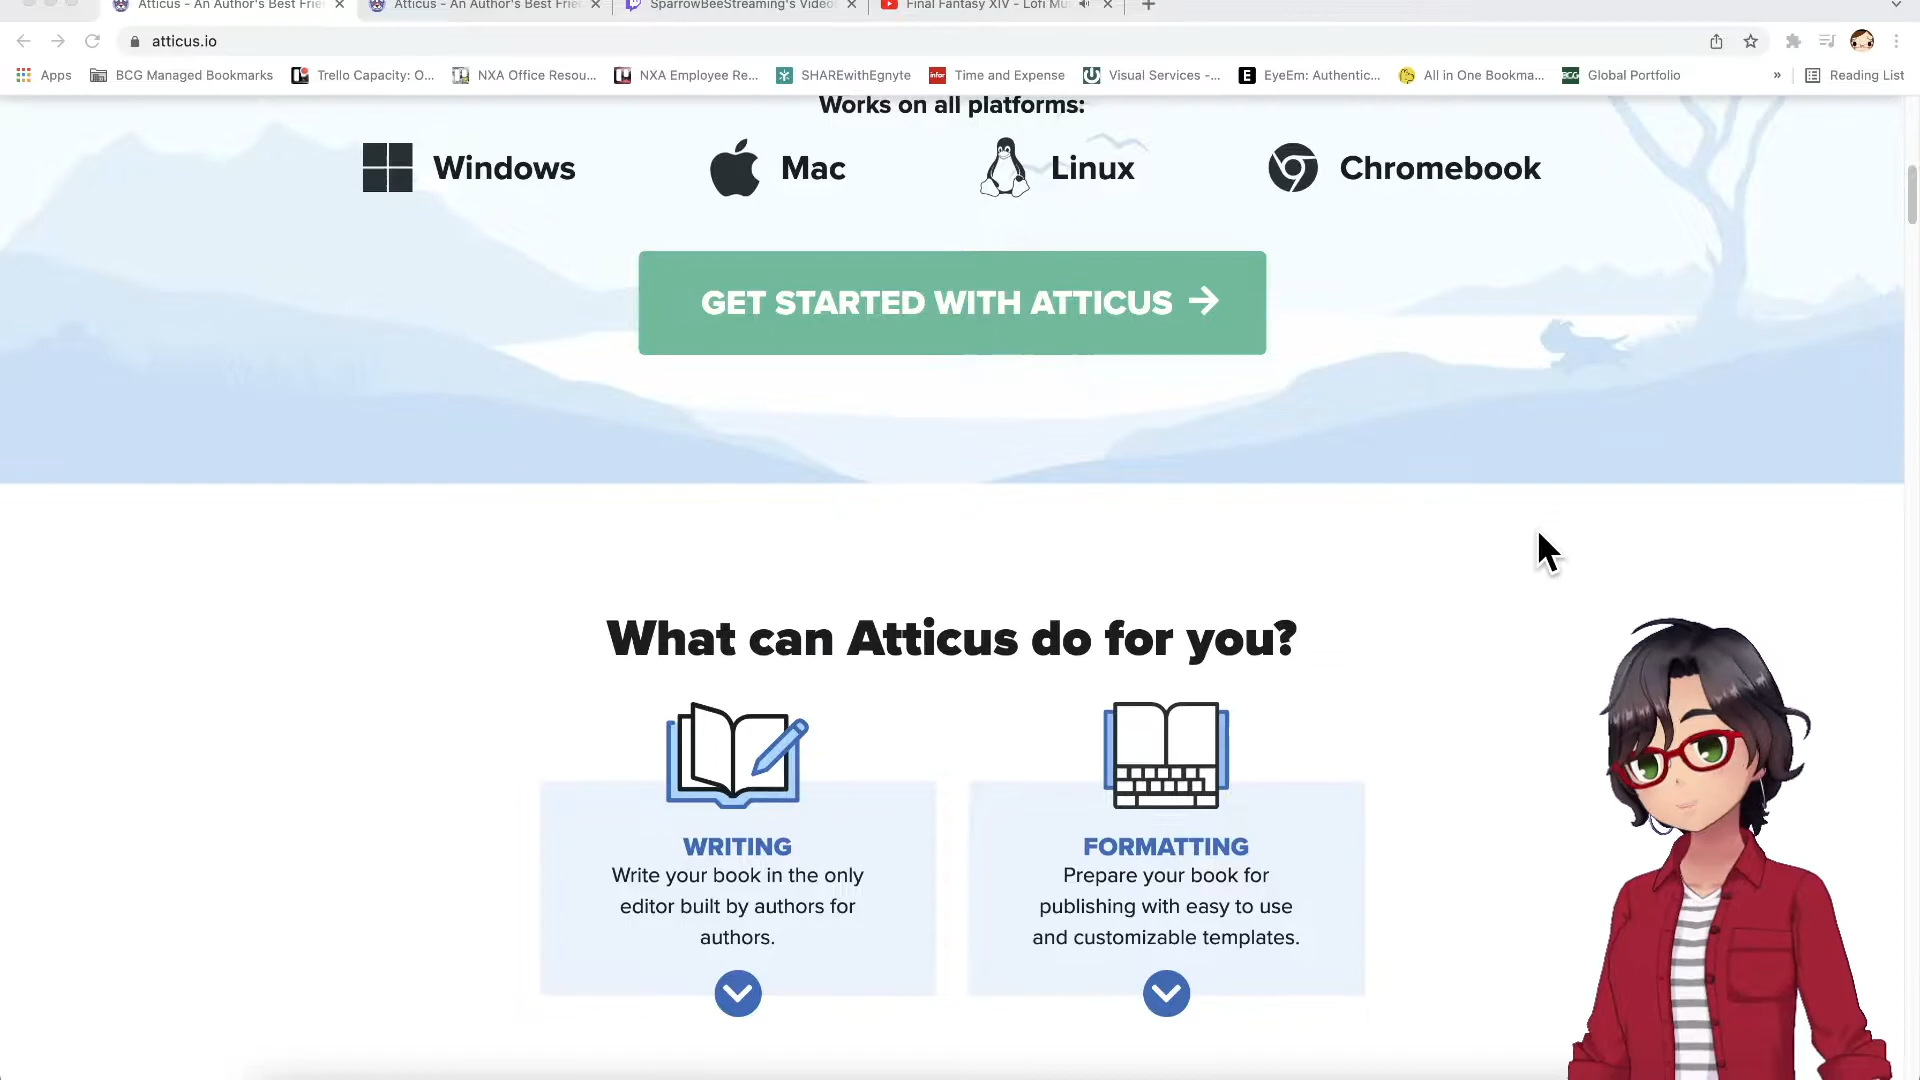 Atticus - An Author's Best Frie
Atticus - An Author's Best Frie
SparrowBeeStreaming's Video
Final Fantasy XIV - Lofi Mu
atticus.io
Apps
BCG Managed Bookmarks
Trello Capacity: O...
NXA Office Resou...
NXA Employee Re...
SHAREwithEgnyte
infor
Time and Expense
Visual Services -...
E
EyeEm: Authentic...
All in One Bookma...
BCG
Global Portfolio
»
Reading List
Works on all platforms:
Windows
Mac
Linux
Chromebook
GET STARTED WITH ATTICUS →
What can Atticus do for you?
WRITING
Write your book in the only
editor built by authors for
authors.
FORMATTING
Prepare your book for
publishing with easy to use
and customizable templates.